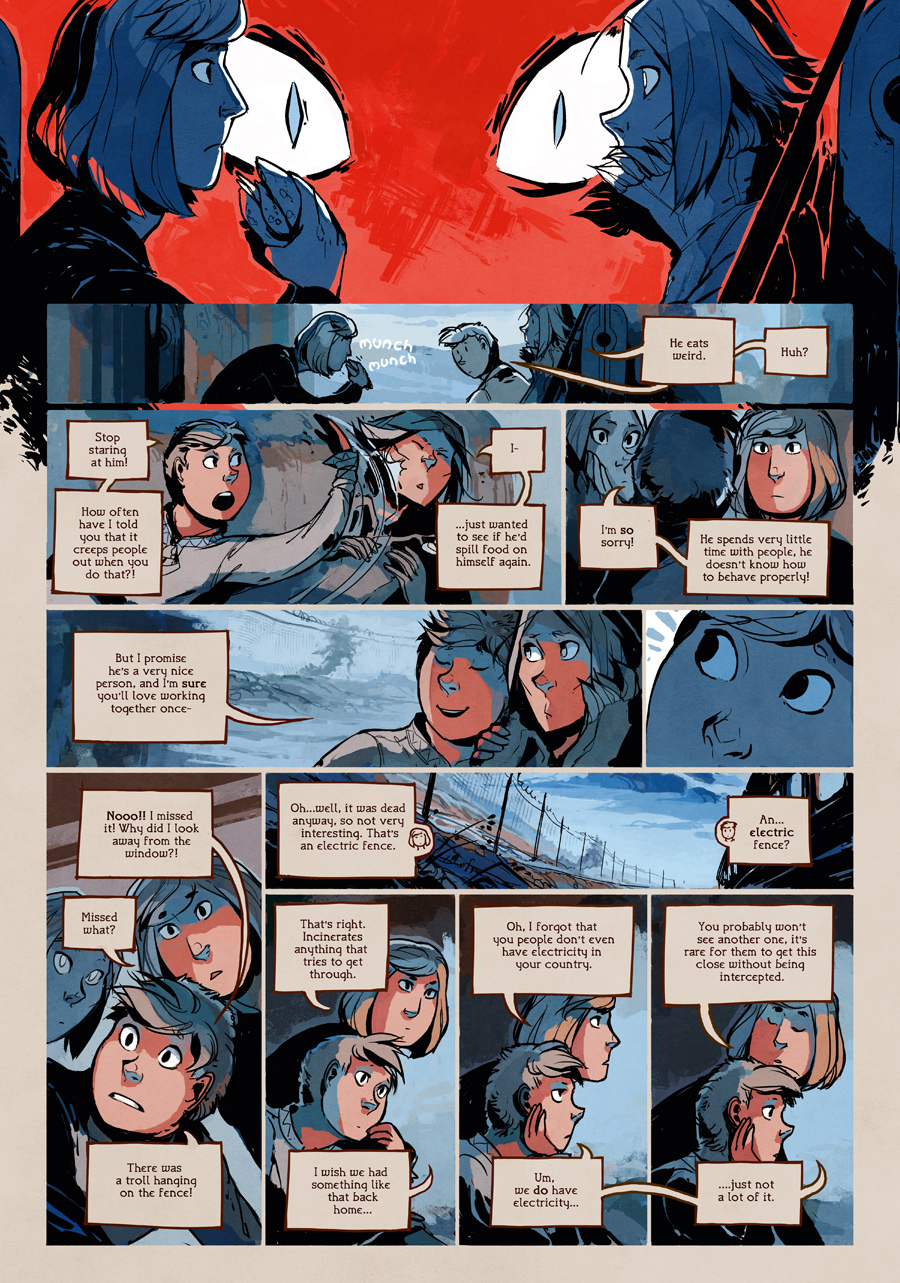 munch
munch
He eats
weird.
Huh?
Stop
staring
at him!
How often
have I told
you that it
creeps people
out when you
do that?!
I-
...just wanted
to see if he'd
spill food on
himself again.
I'm so
sorry!
He spends very little
time with people, he
doesn't know how
to behave properly!
But I promise
he's a very nice
person, and I'm sure
you'll love working
together once-
Nooo!! I missed
it! Why did I look
away from the
window?!
Missed
what?
There was
a troll hanging
on the fence!
Oh...well, it was dead
anyway, so not very
interesting. That's
an electric fence.
An...
electric
fence?
That's right.
Incinerates
anything that
tries to get
through.
I wish we had
something like
that back
home...
Oh, I forgot that
you people don't even
have electricity in
your country.
Um,
we do have
electricity...
You probably won't
see another one, it's
rare for them to get this
close without being
intercepted.
....just not
a lot of it.